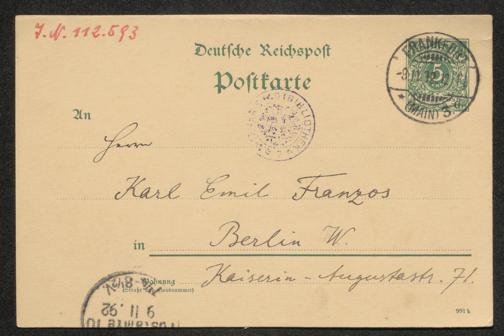 J.N. 112.593
Deutsche Reichspost
Postkarte
5
FRANKFURT
(MAIN)
An
Herrn
Karl Emil Franzos
in
Berlin W.
Wohnung
Kaiserin-Augustastr. 71.
9 11. 92
991 k